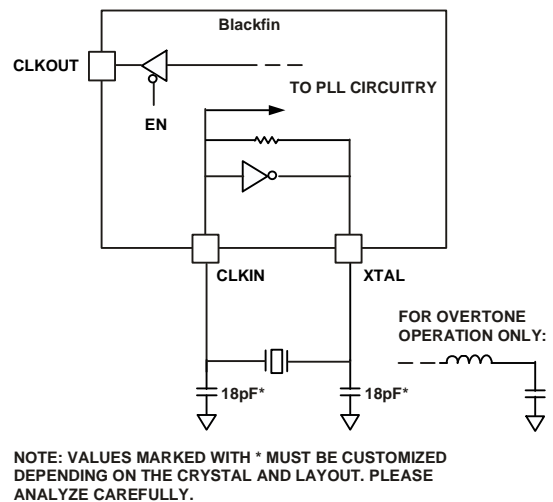 Blackfin
CLKOUT
TO PLL CIRCUITRY
EN
CLKIN
XTAL
FOR OVERTONE
OPERATION ONLY:
18pF*
18pF*
NOTE: VALUES MARKED WITH * MUST BE CUSTOMIZED
DEPENDING ON THE CRYSTAL AND LAYOUT. PLEASE
ANALYZE CAREFULLY.